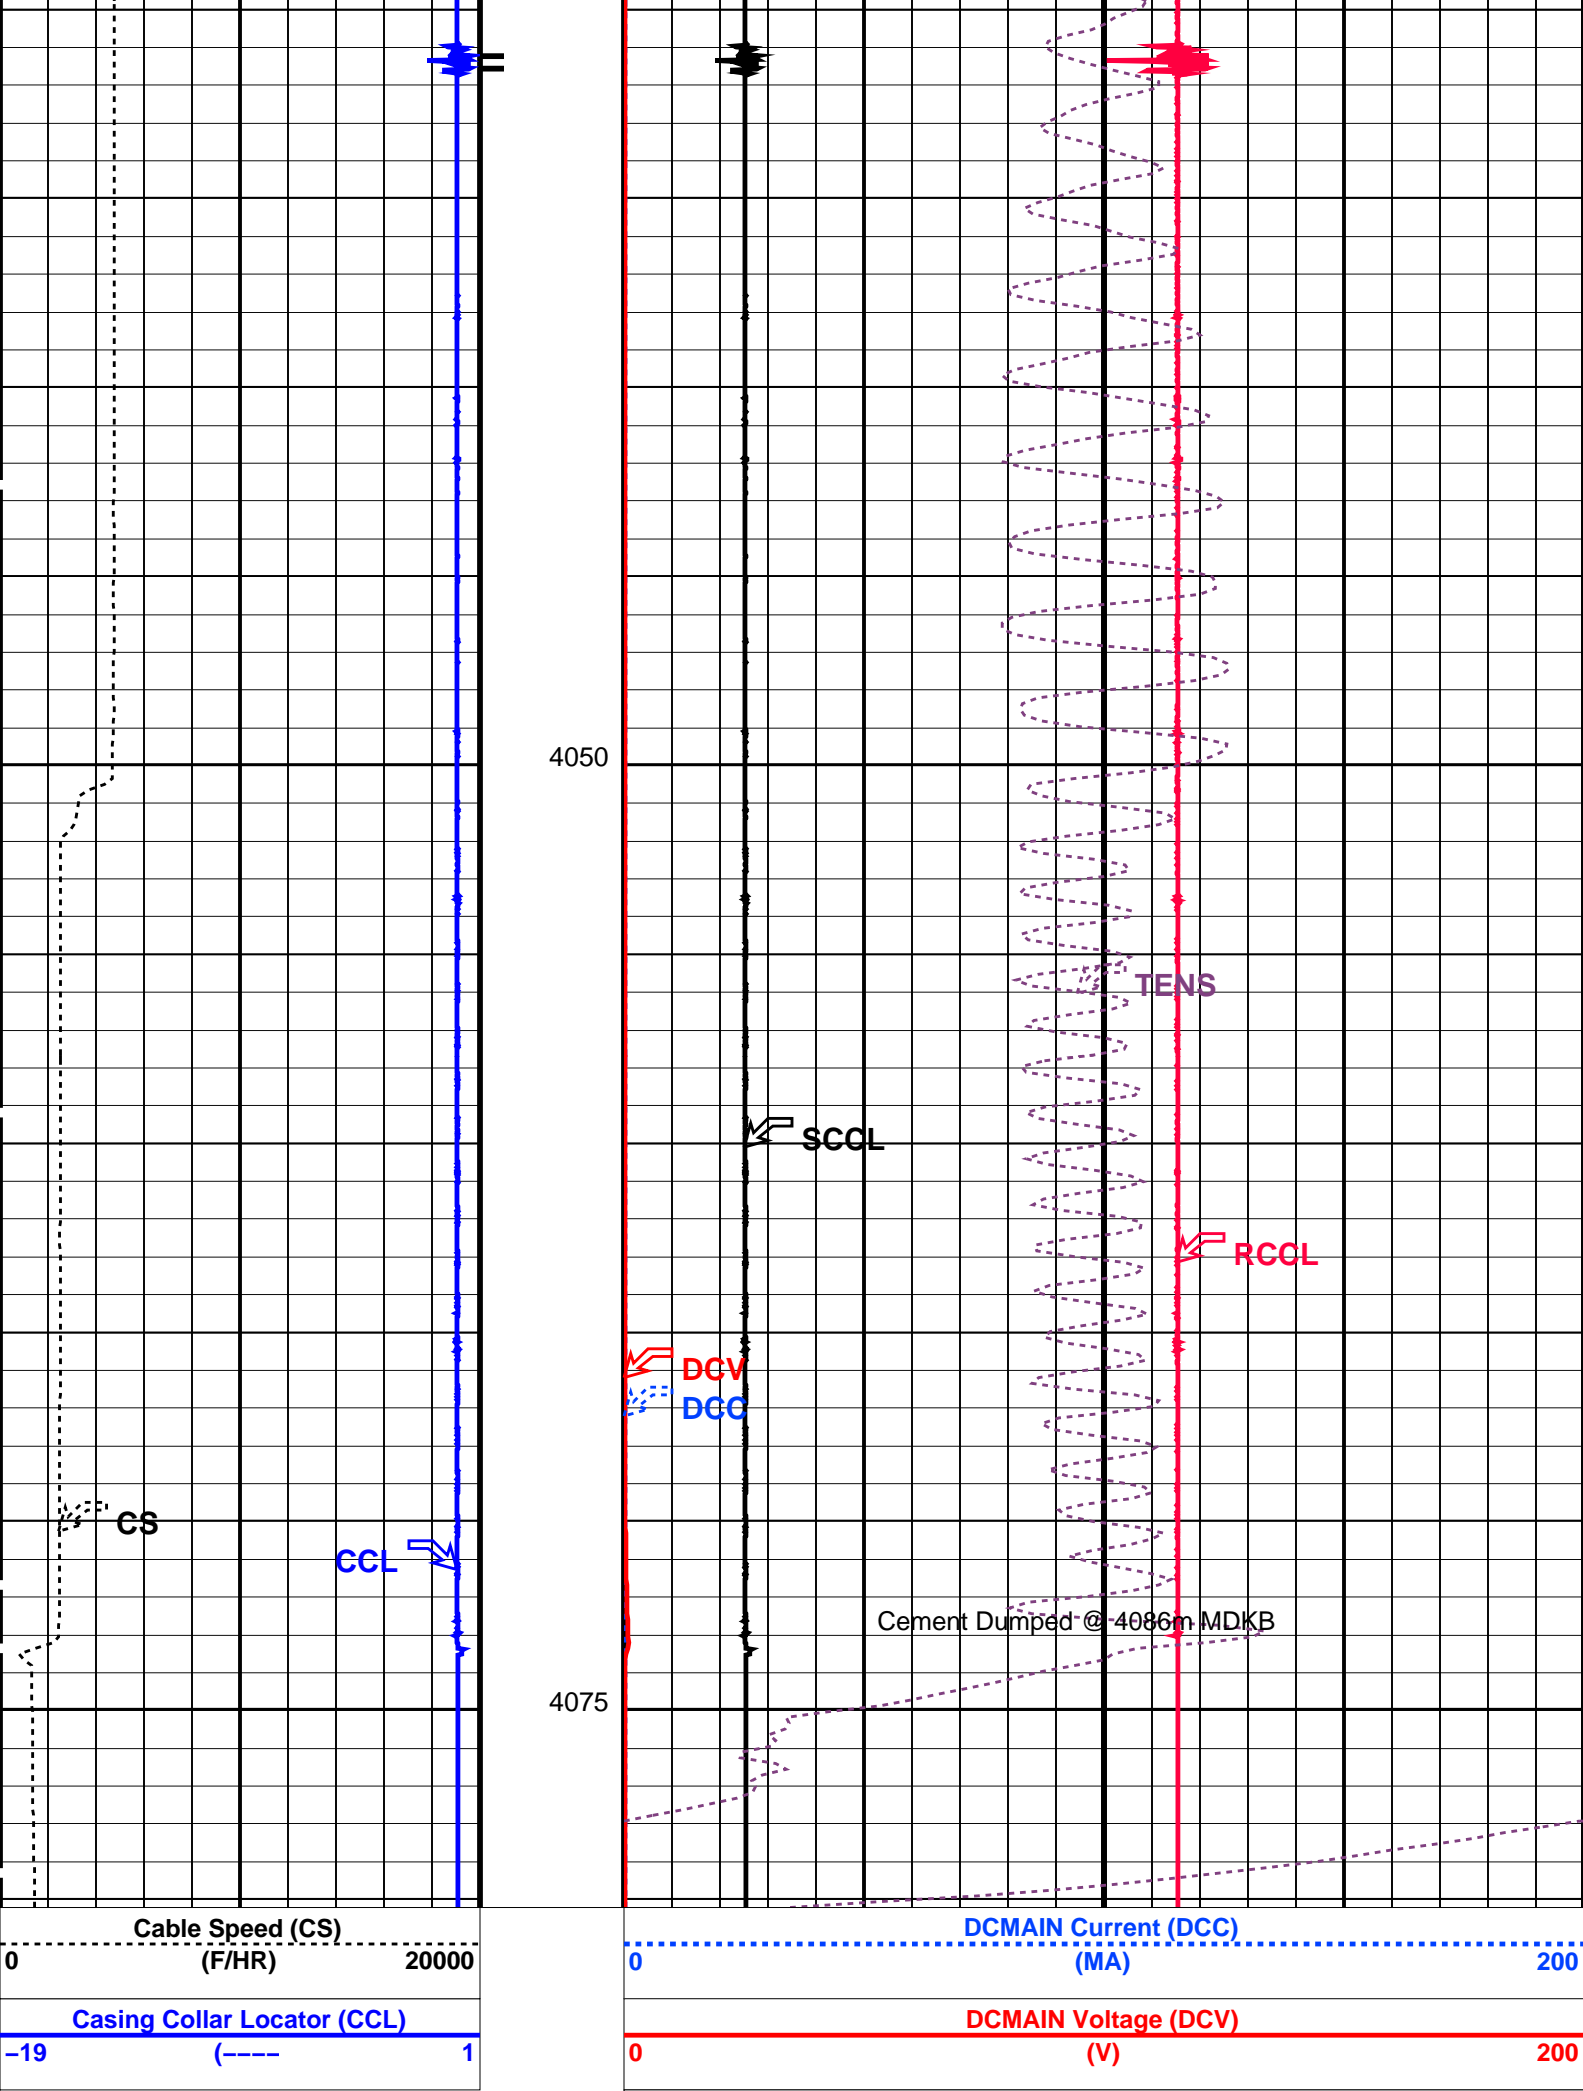 4050
TENS
SCCL
RCCL
DCV
DCC
CS
CCL
Cement Dumped @ 4086m MDKB
4075
Cable Speed (CS)
0 (F/HR) 20000
DCMAIN Current (DCC)
0 (MA) 200
Casing Collar Locator (CCL)
−19 (−−−− 1
DCMAIN Voltage (DCV)
0 (V) 200